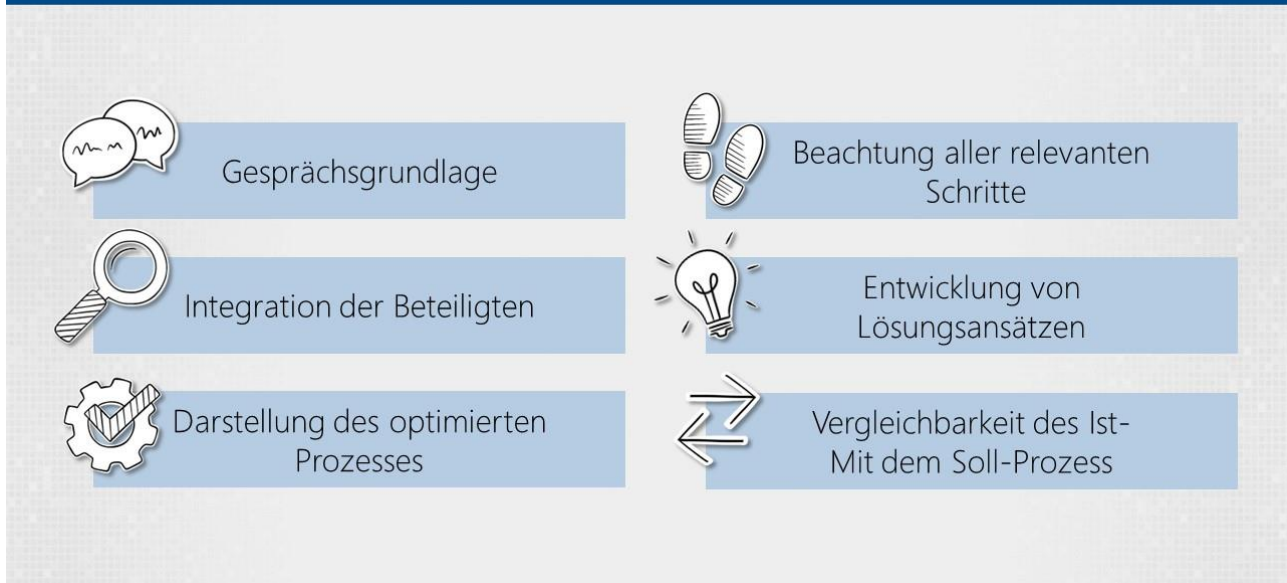 Gesprächsgrundlage
Beachtung aller relevanten
Schritte
Integration der Beteiligten
Entwicklung von
Lösungsansätzen
Darstellung des optimierten
Prozesses
Vergleichbarkeit des Ist-
Mit dem Soll-Prozess